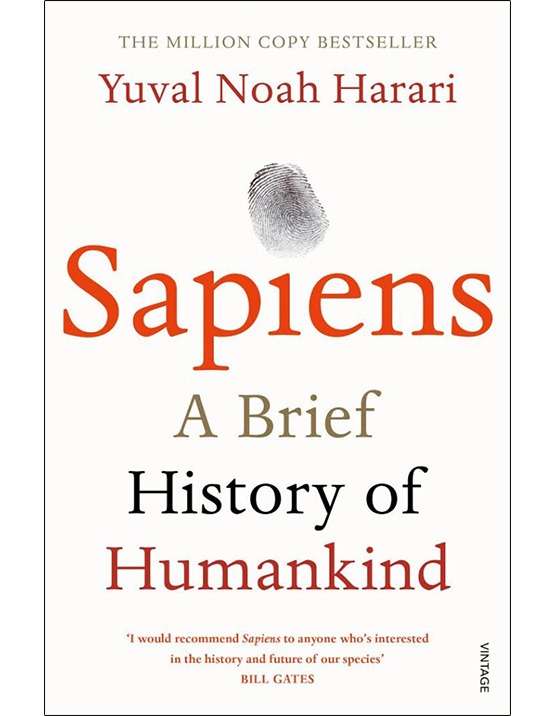 THE MILLION COPY BESTSELLER
Yuval Noah Harari
Sapiens
A Brief
History of
Humankind
‘I would recommend Sapiens to anyone who’s interested
in the history and future of our species’
BILL GATES
VINTAGE